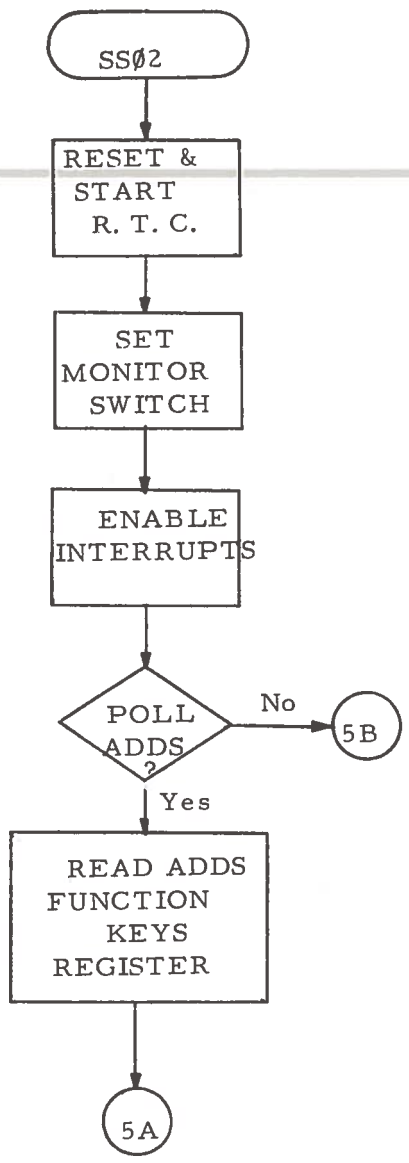 SSØ2
RESET &
START
R. T. C.
SET
MONITOR
SWITCH
ENABLE
INTERRUPTS
POLL
ADDS
?
No
5B
Yes
READ ADDS
FUNCTION
KEYS
REGISTER
5A